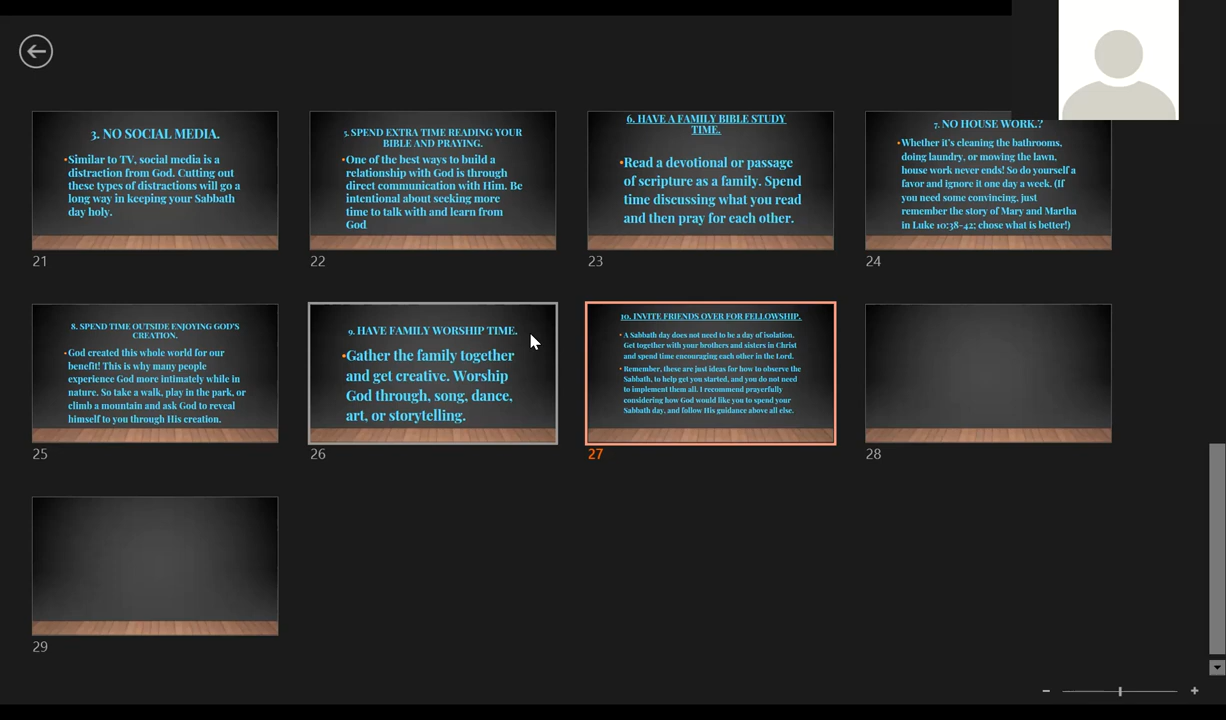 3. NO SOCIAL MEDIA.
•Similar to TV, social media is a
distraction from God. Cutting out
these types of distractions will go a
long way in keeping your Sabbath
day holy.
21
5. SPEND EXTRA TIME READING YOUR
BIBLE AND PRAYING.
•One of the best ways to build a
relationship with God is through
direct communication with Him. Be
intentional about seeking more
time to talk with and learn from
God
22
6. HAVE A FAMILY BIBLE STUDY
TIME.
•Read a devotional or passage
of scripture as a family. Spend
time discussing what you read
and then pray for each other.
23
7. NO HOUSE WORK.?
•Whether it's cleaning the bathrooms,
doing laundry, or mowing the lawn,
house work never ends! So do yourself a
favor and ignore it one day a week. (If
you need some convincing, just
remember the story of Mary and Martha
in Luke 10:38-42; chose what is better!)
24
8. SPEND TIME OUTSIDE ENJOYING GOD'S
CREATION.
•God created this whole world for our
benefit! This is why many people
experience God more intimately while in
nature. So take a walk, play in the park, or
climb a mountain and ask God to reveal
himself to you through His creation.
25
9. HAVE FAMILY WORSHIP TIME.
•Gather the family together
and get creative. Worship
God through, song, dance,
art, or storytelling.
26
10. INVITE FRIENDS OVER FOR FELLOWSHIP.
• A Sabbath day does not need to be a day of isolation.
Get together with your brothers and sisters in Christ
and spend time encouraging each other in the Lord.
• Remember, these are just ideas for how to observe the
Sabbath, to help get you started, and you do not need
to implement them all. I recommend prayerfully
considering how God would like you to spend your
Sabbath day, and follow His guidance above all else.
27
28
29